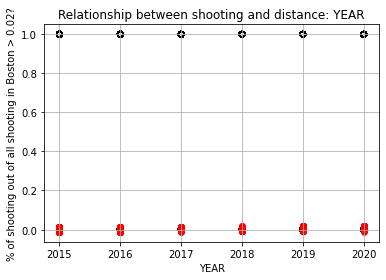 Relationship between shooting and distance: YEAR
% of shooting out of all shooting in Boston > 0.02?
1.0
0.8
0.6
0.4
0.2
0.0
2015 2016 2017 2018 2019 2020
YEAR